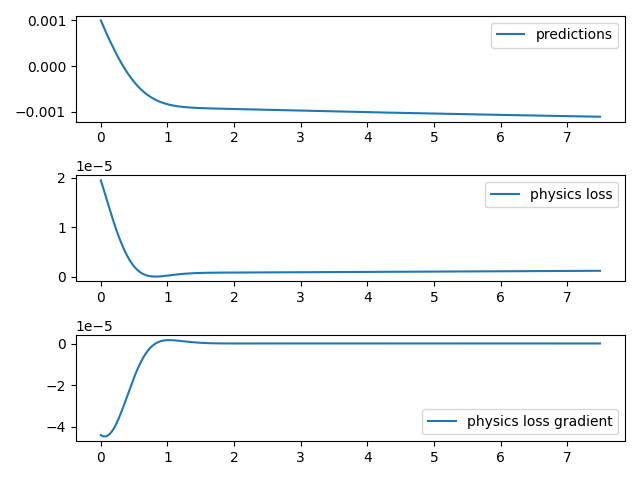 0.001
predictions
0.000
−0.001
0 1 2 3 4 5 6 7
1e−5
2
physics loss
1
0
0 1 2 3 4 5 6 7
1e−5
0
−2
physics loss gradient
−4
0 1 2 3 4 5 6 7